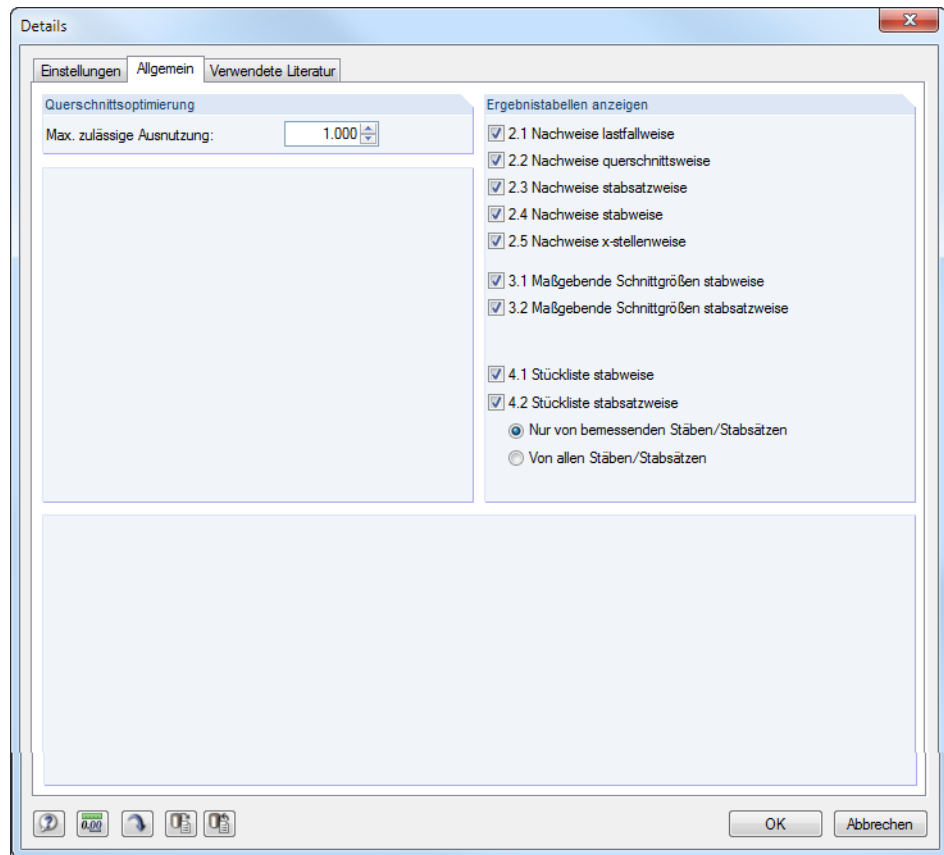 Details
Einstellungen Allgemein Verwendete Literatur
Querschnittsoptimierung
Max. zulässige Ausnutzung: 1.000
Ergebnistabellen anzeigen
2.1 Nachweise lastfallweise
2.2 Nachweise querschnittsweise
2.3 Nachweise stabsatzweise
2.4 Nachweise stabweise
2.5 Nachweise x-stellenweise
3.1 Maßgebende Schnittgrößen stabweise
3.2 Maßgebende Schnittgrößen stabsatzweise
4.1 Stückliste stabweise
4.2 Stückliste stabsatzweise
Nur von bemessenden Stäben/Stabsätzen
Von allen Stäben/Stabsätzen
0.00
OK Abbrechen